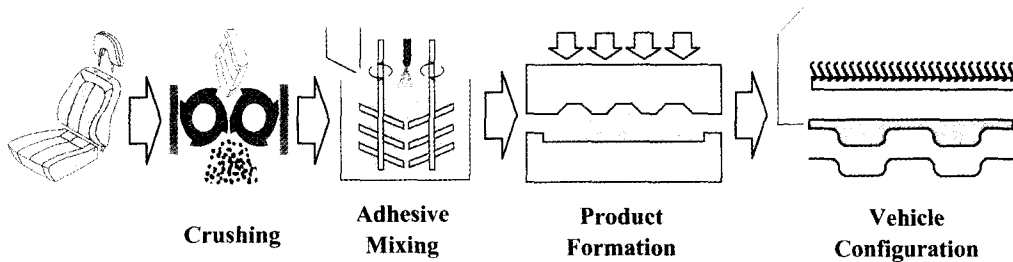 Crushing
Adhesive
Mixing
Product
Formation
Vehicle
Configuration